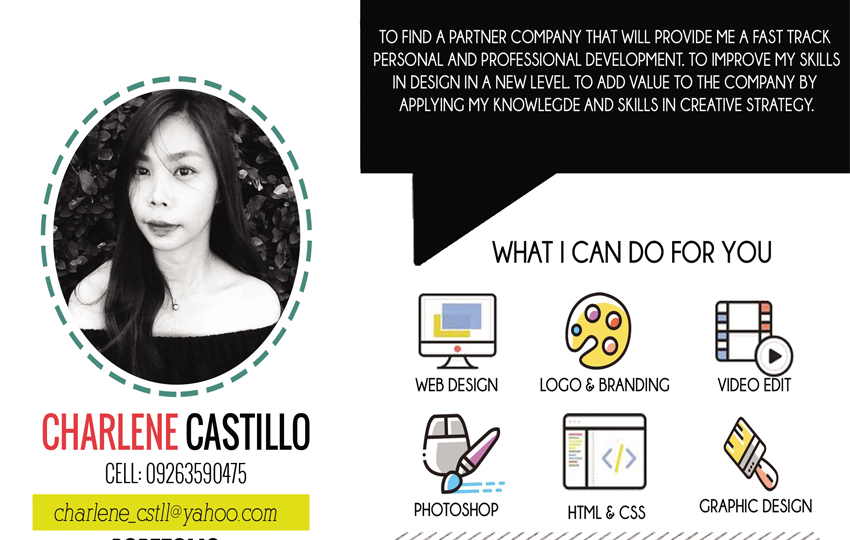 TO FIND A PARTNER COMPANY THAT WILL PROVIDE ME A FAST TRACK
PERSONAL AND PROFESSIONAL DEVELOPMENT. TO IMPROVE MY SKILLS
IN DESIGN IN A NEW LEVEL. TO ADD VALUE TO THE COMPANY BY
APPLYING MY KNOWLEGDE AND SKILLS IN CREATIVE STRATEGY.
CHARLENE CASTILLO
CELL: 09263590475
charlene_cstll@yahoo.com
WHAT I CAN DO FOR YOU
WEB DESIGN
LOGO & BRANDING
VIDEO EDIT
PHOTOSHOP
HTML & CSS
GRAPHIC DESIGN